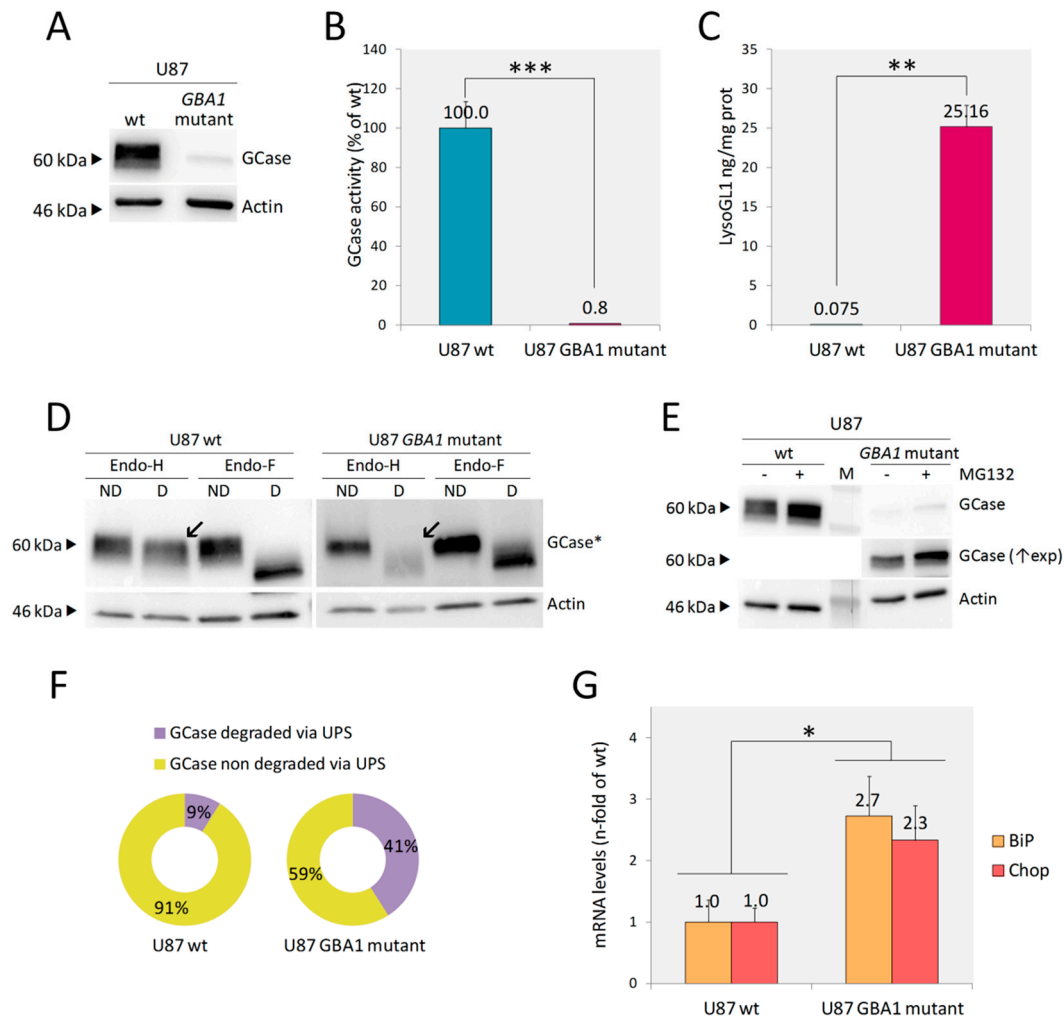 A
U87
wt
GBA1
mutant
60 kDa
GCase
46 kDa
Actin
B
GCase activity (% of wt)
140
120
100
80
60
40
20
0
***
100.0
0.8
U87 wt
U87 GBA1 mutant
C
LysoGL1 ng/mg prot
35
30
25
20
15
10
5
0
**
25.16
0.075
U87 wt
U87 GBA1 mutant
D
U87 wt
U87 GBA1 mutant
Endo-H
Endo-F
Endo-H
Endo-F
ND
D
ND
D
ND
D
ND
D
60 kDa
GCase*
46 kDa
Actin
E
U87
wt
GBA1 mutant
-
+
M
-
+
MG132
60 kDa
GCase
60 kDa
GCase (↑exp)
46 kDa
Actin
F
GCase degraded via UPS
GCase non degraded via UPS
9%
91%
41%
59%
U87 wt
U87 GBA1 mutant
G
mRNA levels (n-fold of wt)
4
3
2
1
0
*
1.0
1.0
2.7
2.3
BiP
Chop
U87 wt
U87 GBA1 mutant